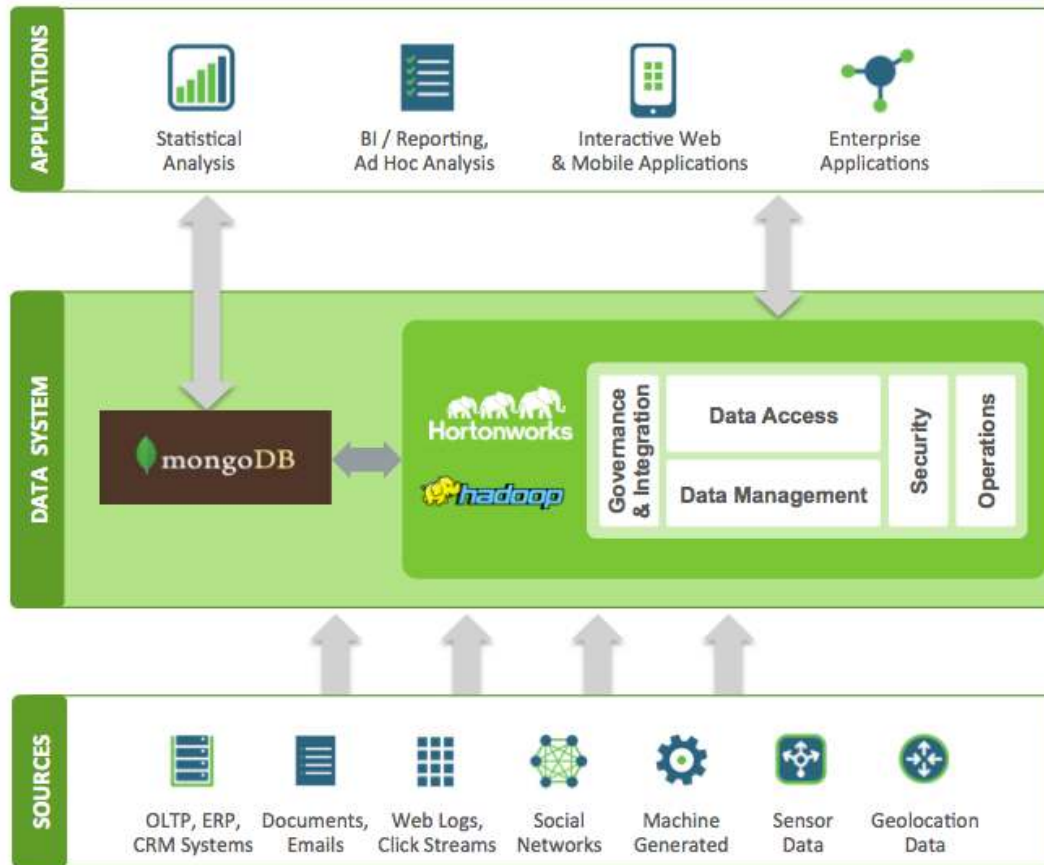 APPLICATIONS
Statistical
Analysis
BI / Reporting,
Ad Hoc Analysis
Interactive Web
& Mobile Applications
Enterprise
Applications
DATA SYSTEM
mongoDB
Hortonworks
hadoop
Governance
& Integration
Data Access
Data Management
Security
Operations
SOURCES
OLTP, ERP,
CRM Systems
Documents,
Emails
Web Logs,
Click Streams
Social
Networks
Machine
Generated
Sensor
Data
Geolocation
Data